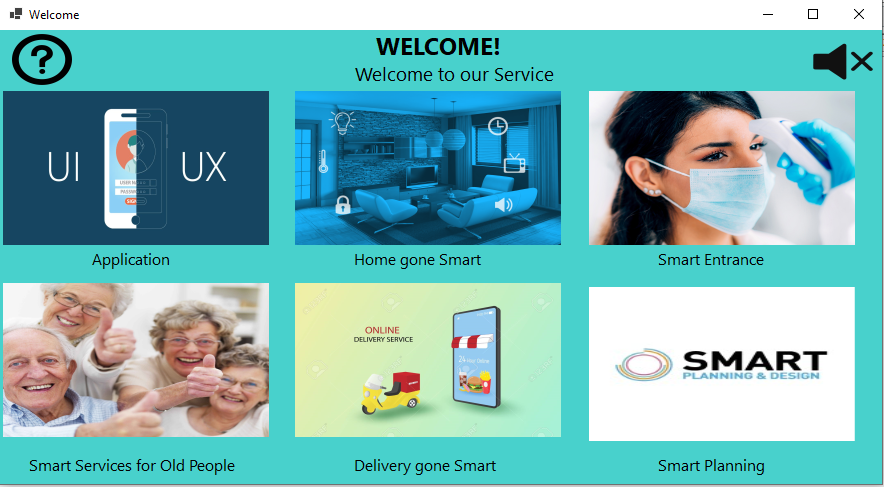 Welcome
WELCOME!
Welcome to our Service
UI UX
USER NAME
PASSWORD
SIGN
Application
Home gone Smart
Smart Entrance
ONLINE
DELIVERY SERVICE
24-hour online
SMART
PLANNING & DESIGN
Smart Services for Old People
Delivery gone Smart
Smart Planning